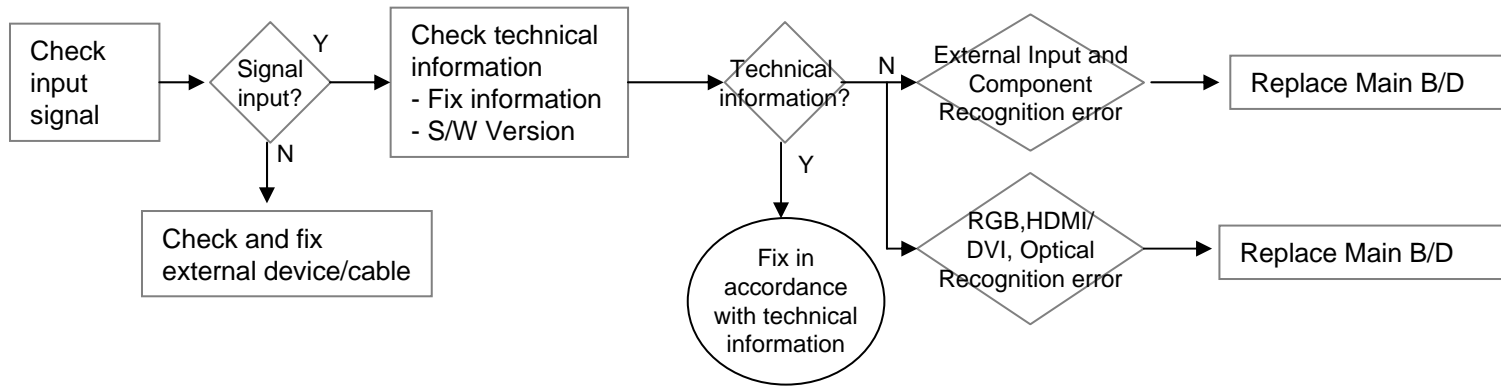 Check
input
signal
Signal
input?
Y
N
Check and fix
external device/cable
Check technical
information
- Fix information
- S/W Version
Technical
information?
N
Y
Fix in
accordance
with technical
information
External Input and
Component
Recognition error
Replace Main B/D
RGB,HDMI/
DVI, Optical
Recognition error
Replace Main B/D